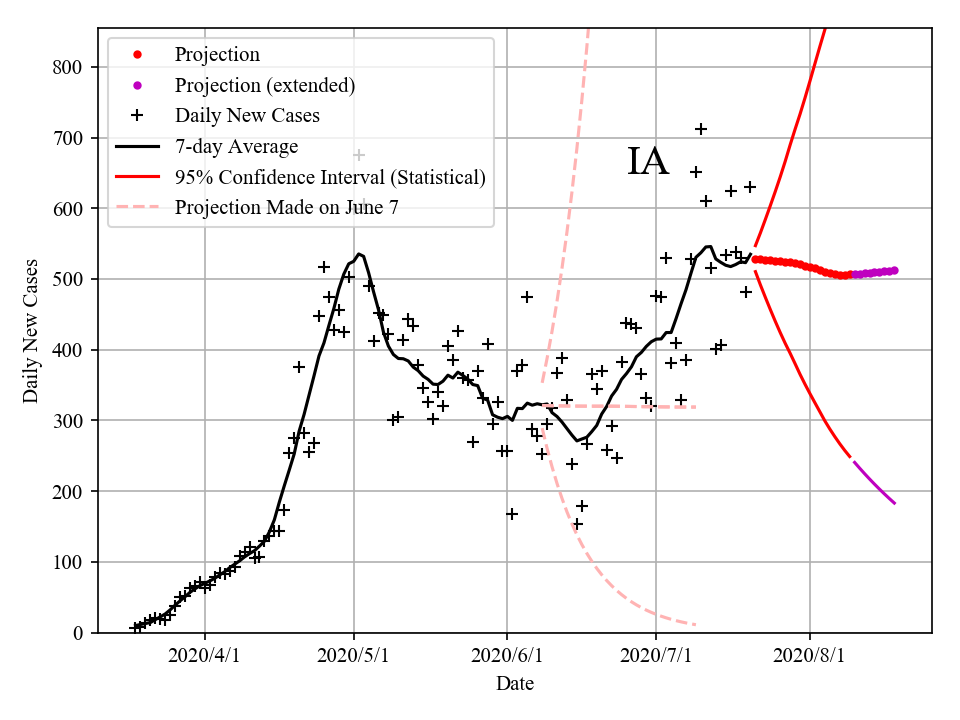 Projection
Projection (extended)
Daily New Cases
7-day Average
95% Confidence Interval (Statistical)
Projection Made on June 7
IA
800
700
600
500
400
300
200
100
0
Daily New Cases
2020/4/1 2020/5/1 2020/6/1 2020/7/1 2020/8/1
Date